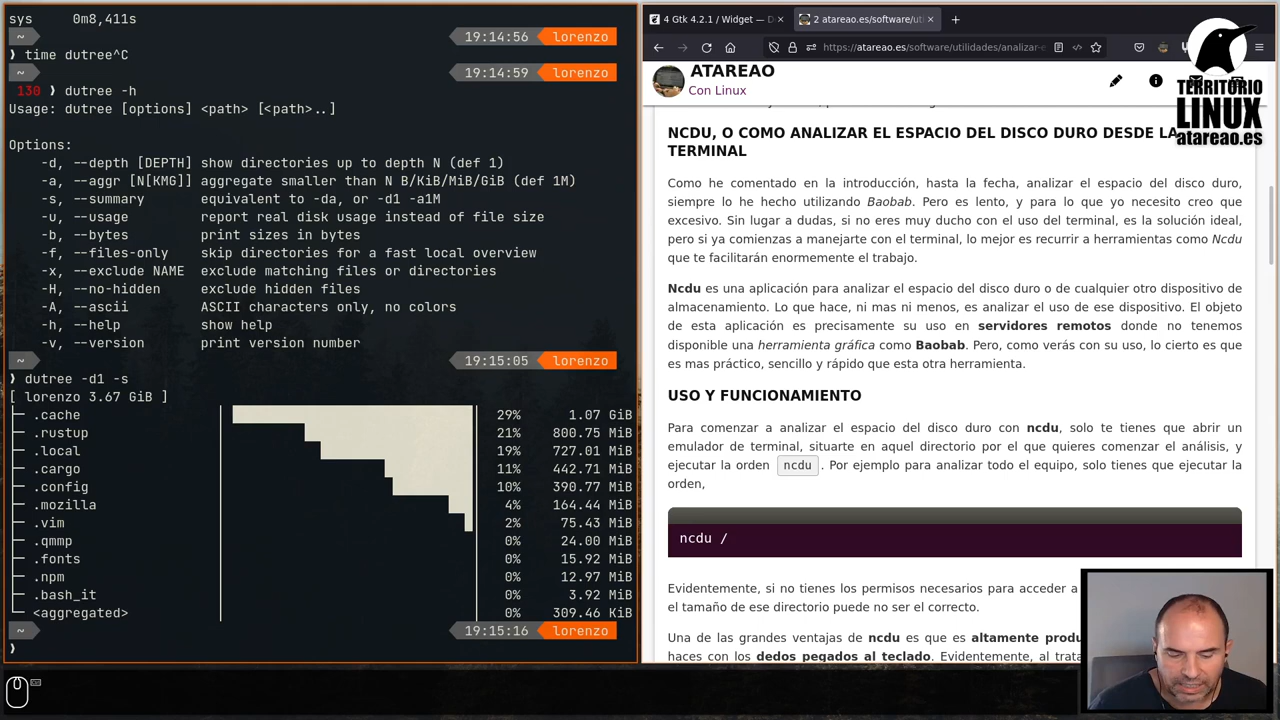 sys     0m8,411s
~ 19:14:56 lorenzo
❯ time dutree^C
~ 19:14:59 lorenzo
130 ❯ dutree -h
Usage: dutree [options] <path> [<path>..]
Options:
-d, --depth [DEPTH] show directories up to depth N (def 1)
-a, --aggr [N[KMG]] aggregate smaller than N B/KiB/MiB/GiB (def 1M)
-s, --summary       equivalent to -da, or -d1 -a1M
-u, --usage         report real disk usage instead of file size
-b, --bytes         print sizes in bytes
-f, --files-only    skip directories for a fast local overview
-x, --exclude NAME  exclude matching files or directories
-H, --no-hidden     exclude hidden files
-A, --ascii         ASCII characters only, no colors
-h, --help          show help
-v, --version       print version number
~ 19:15:05 lorenzo
❯ dutree -d1 -s
[ lorenzo 3.67 GiB ]
├─ .cache 29% 1.07 GiB
├─ .rustup 21% 800.75 MiB
├─ .local 19% 727.01 MiB
├─ .cargo 11% 442.71 MiB
├─ .config 10% 390.77 MiB
├─ .mozilla 4% 164.44 MiB
├─ .vim 2% 75.43 MiB
├─ .qmmp 0% 24.00 MiB
├─ .fonts 0% 15.92 MiB
├─ .npm 0% 12.97 MiB
├─ .bash_it 0% 3.92 MiB
└─ <aggregated> 0% 309.46 KiB
~ 19:15:16 lorenzo
❯
4 Gtk 4.2.1 / Widget —
2 atareao.es/software/uti
https://atareao.es/software/utilidades/analizar-e
ATAREAO
Con Linux
TERRITORIO
LINUX
atareao.es
NCDU, O COMO ANALIZAR EL ESPACIO DEL DISCO DURO DESDE LA
TERMINAL
Como he comentado en la introducción, hasta la fecha, analizar el espacio del disco duro,
siempre lo he hecho utilizando Baobab. Pero es lento, y para lo que yo necesito creo que
excesivo. Sin lugar a dudas, si no eres muy ducho con el uso del terminal, es la solución ideal,
pero si ya comienzas a manejarte con el terminal, lo mejor es recurrir a herramientas como Ncdu
que te facilitarán enormemente el trabajo.
Ncdu es una aplicación para analizar el espacio del disco duro o de cualquier otro dispositivo de
almacenamiento. Lo que hace, ni mas ni menos, es analizar el uso de ese dispositivo. El objeto
de esta aplicación es precisamente su uso en servidores remotos donde no tenemos
disponible una herramienta gráfica como Baobab. Pero, como verás con su uso, lo cierto es que
es mas práctico, sencillo y rápido que esta otra herramienta.
USO Y FUNCIONAMIENTO
Para comenzar a analizar el espacio del disco duro con ncdu, solo te tienes que abrir un
emulador de terminal, situarte en aquel directorio por el que quieres comenzar el análisis, y
ejecutar la orden ncdu . Por ejemplo para analizar todo el equipo, solo tienes que ejecutar la
orden,
ncdu /
Evidentemente, si no tienes los permisos necesarios para acceder a
el tamaño de ese directorio puede no ser el correcto.
Una de las grandes ventajas de ncdu es que es altamente produ
haces con los dedos pegados al teclado. Evidentemente, al trata